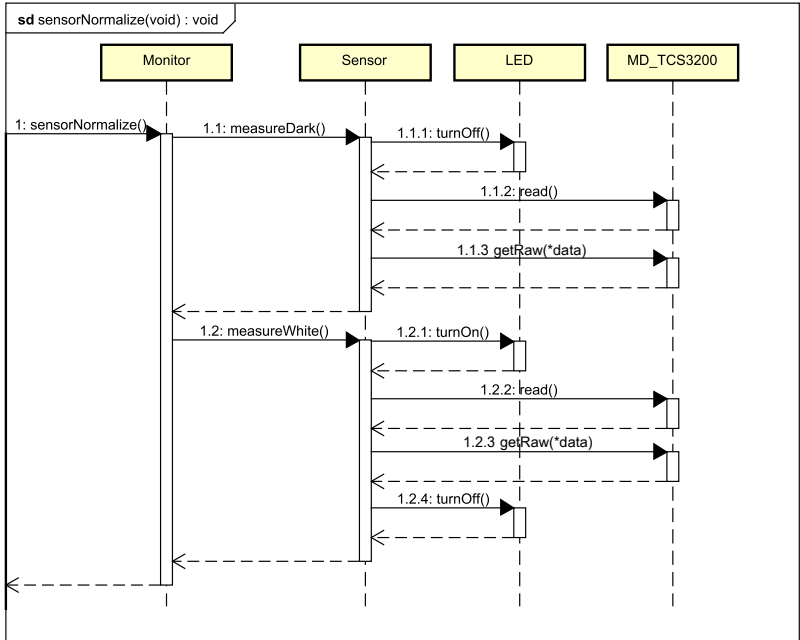 sd sensorNormalize(void) : void
Monitor
Sensor
LED
MD_TCS3200
1: sensorNormalize()
1.1: measureDark()
1.1.1: turnOff()
1.1.2: read()
1.1.3 getRaw(*data)
1.2: measureWhite()
1.2.1: turnOn()
1.2.2: read()
1.2.3 getRaw(*data)
1.2.4: turnOff()